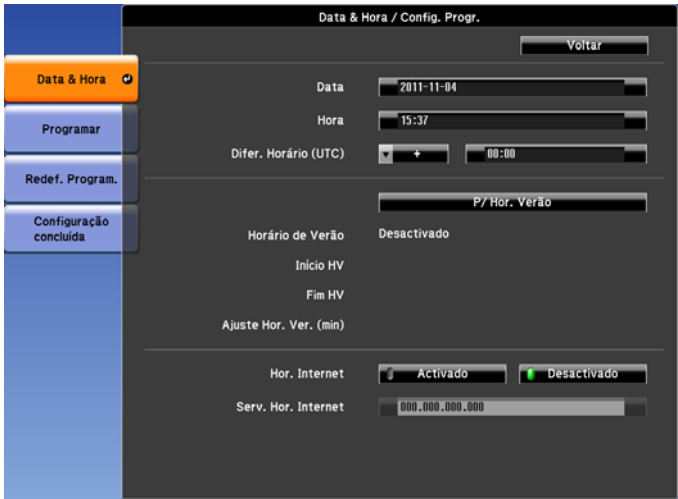 Data & Hora / Config. Progr.
Voltar
Data & Hora
Programar
Redef. Program.
Configuração
concluída
Data
2011-11-04
Hora
15:37
Difer. Horário (UTC)
+
00:00
P/ Hor. Verão
Horário de Verão
Desactivado
Início HV
Fim HV
Ajuste Hor. Ver. (min)
Hor. Internet
Activado
Desactivado
Serv. Hor. Internet
000.000.000.000